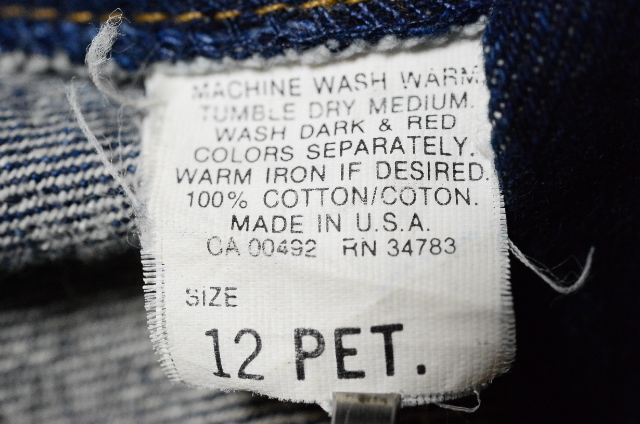 MACHINE WASH WARM.
TUMBLE DRY MEDIUM.
WASH DARK & RED
COLORS SEPARATELY.
WARM IRON IF DESIRED.
100% COTTON/COTON.
MADE IN U.S.A.
CA 00492 RN 34783
SIZE
12 PET.